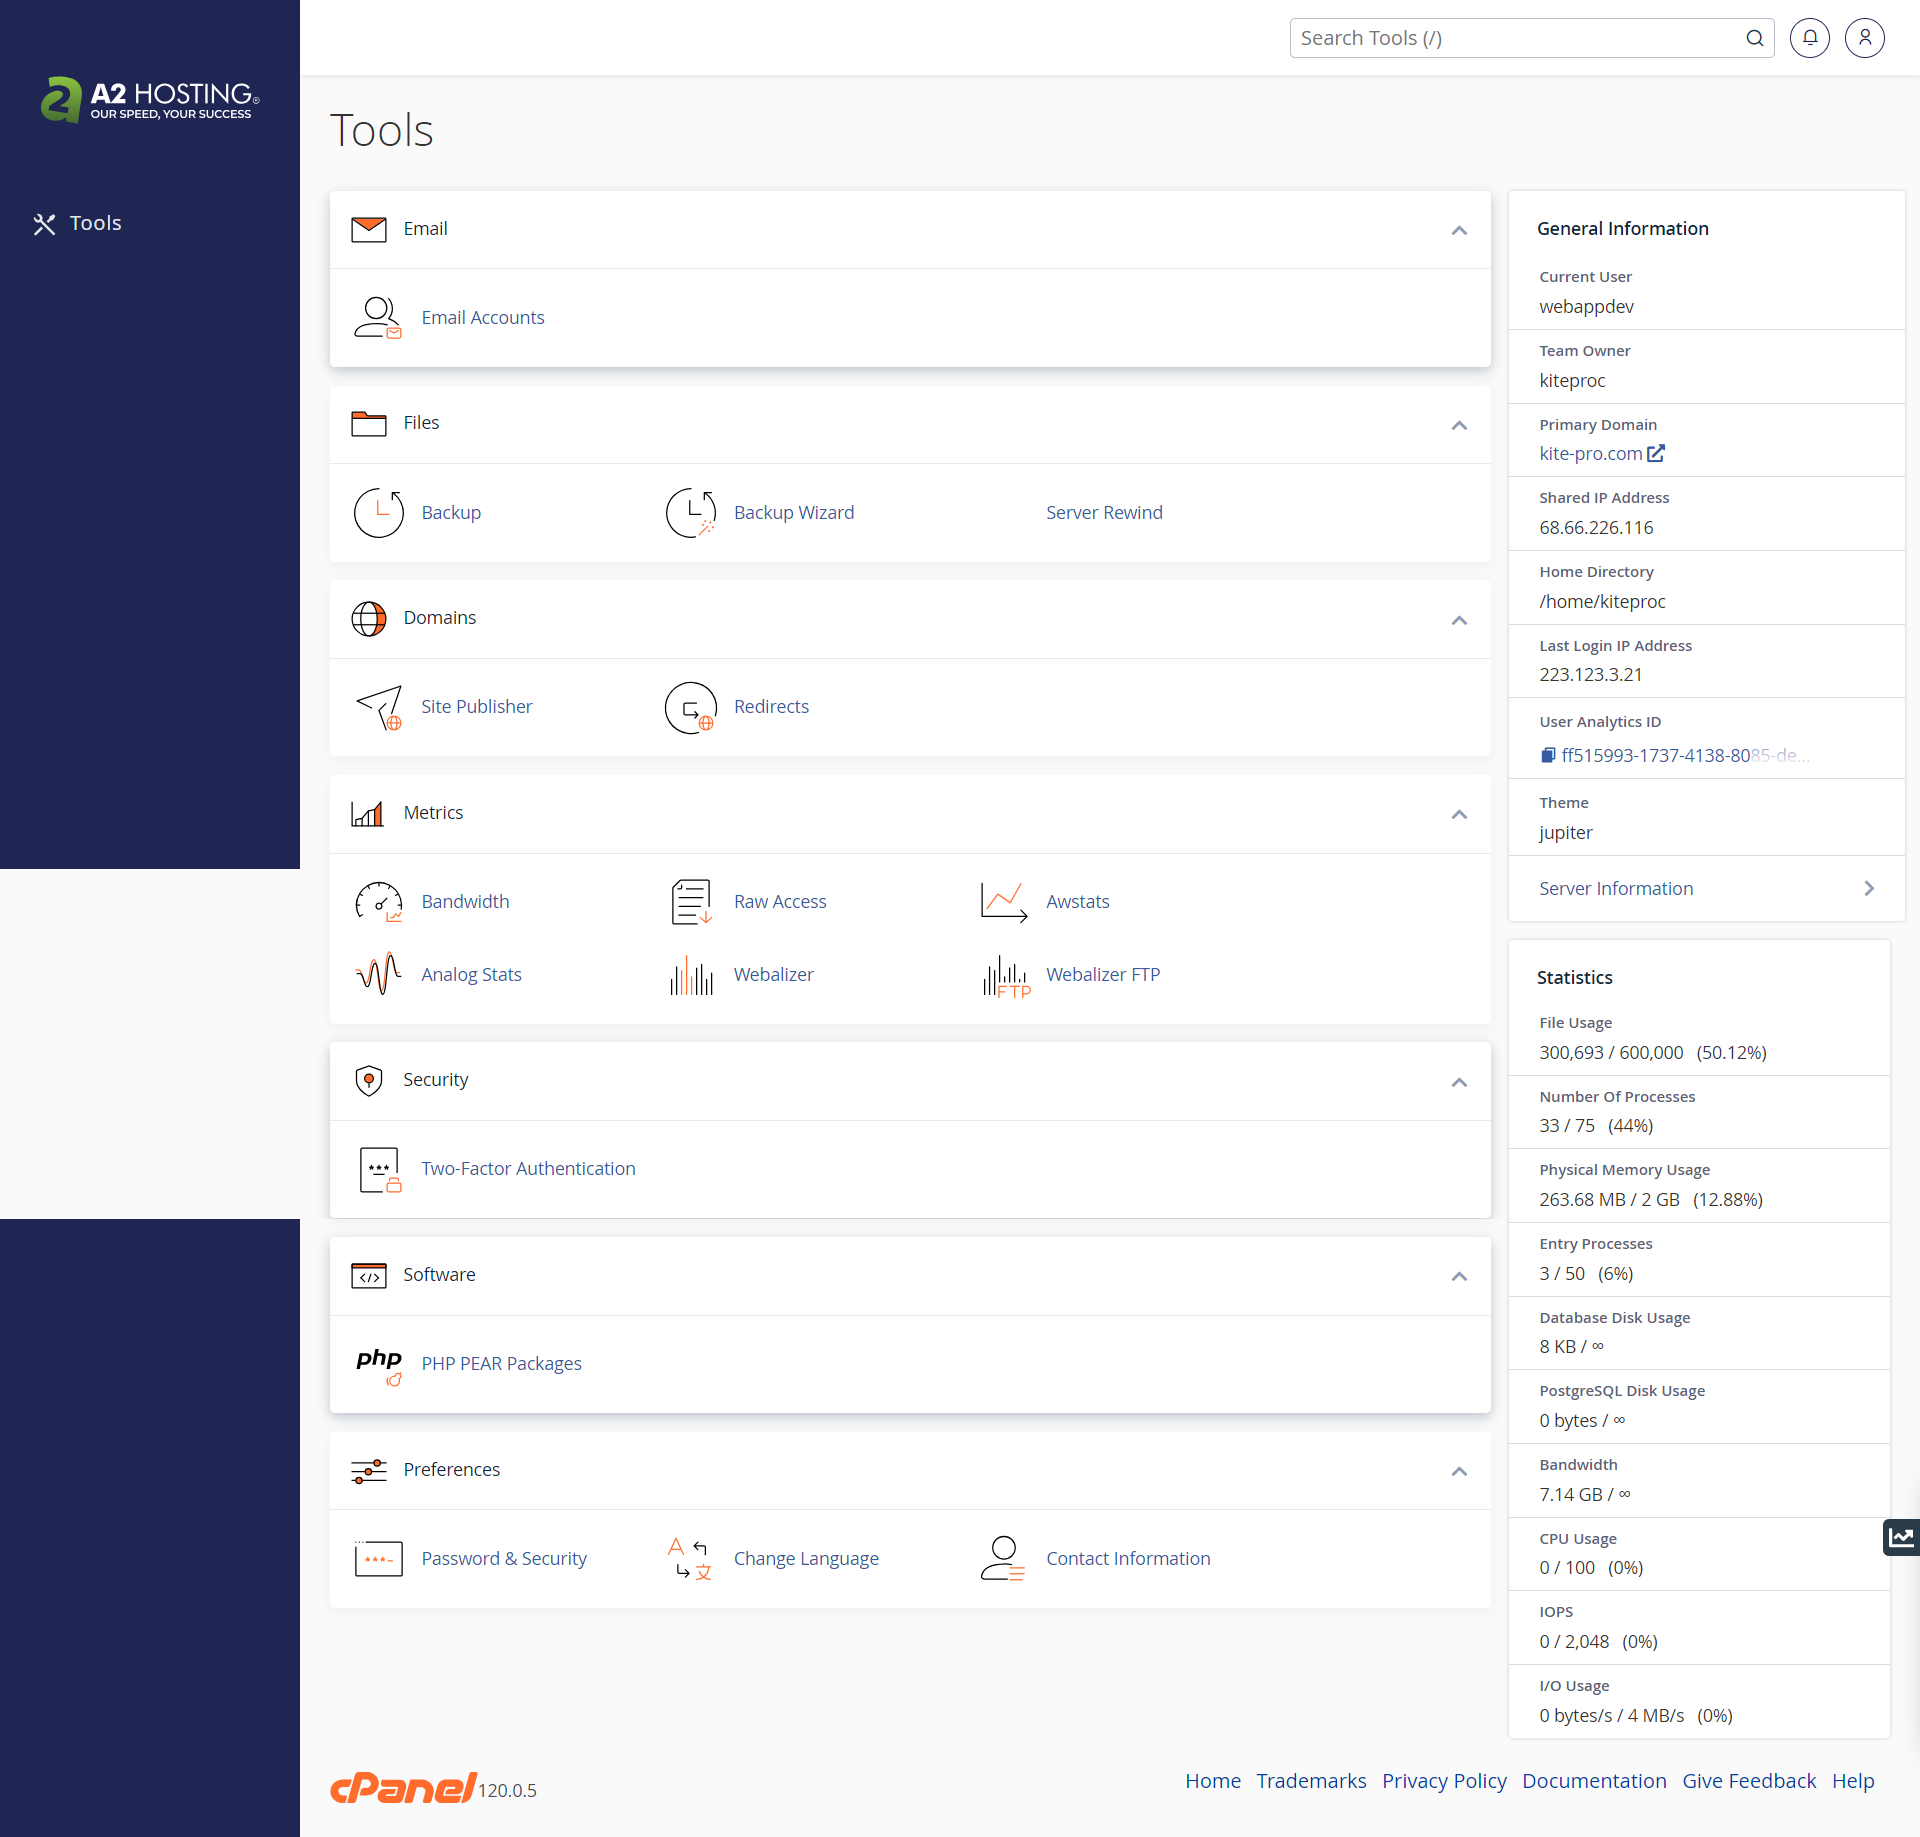 A2 HOSTING®
OUR SPEED, YOUR SUCCESS
Tools
Search Tools (/)
Tools
Email
Email Accounts
Files
Backup
Backup Wizard
Server Rewind
Domains
Site Publisher
Redirects
Metrics
Bandwidth
Raw Access
Awstats
Analog Stats
Webalizer
FTP
Webalizer FTP
Security
Two-Factor Authentication
Software
php
PHP PEAR Packages
Preferences
Password & Security
A
文
Change Language
Contact Information
General Information
Current User
webappdev
Team Owner
kiteproc
Primary Domain
kite-pro.com
Shared IP Address
68.66.226.116
Home Directory
/home/kiteproc
Last Login IP Address
223.123.3.21
User Analytics ID
ff515993-1737-4138-8085-de...
Theme
jupiter
Server Information
Statistics
File Usage
300,693 / 600,000 (50.12%)
Number Of Processes
33 / 75 (44%)
Physical Memory Usage
263.68 MB / 2 GB (12.88%)
Entry Processes
3 / 50 (6%)
Database Disk Usage
8 KB / ∞
PostgreSQL Disk Usage
0 bytes / ∞
Bandwidth
7.14 GB / ∞
CPU Usage
0 / 100 (0%)
IOPS
0 / 2,048 (0%)
I/O Usage
0 bytes/s / 4 MB/s (0%)
cPanel 120.0.5
Home Trademarks Privacy Policy Documentation Give Feedback Help